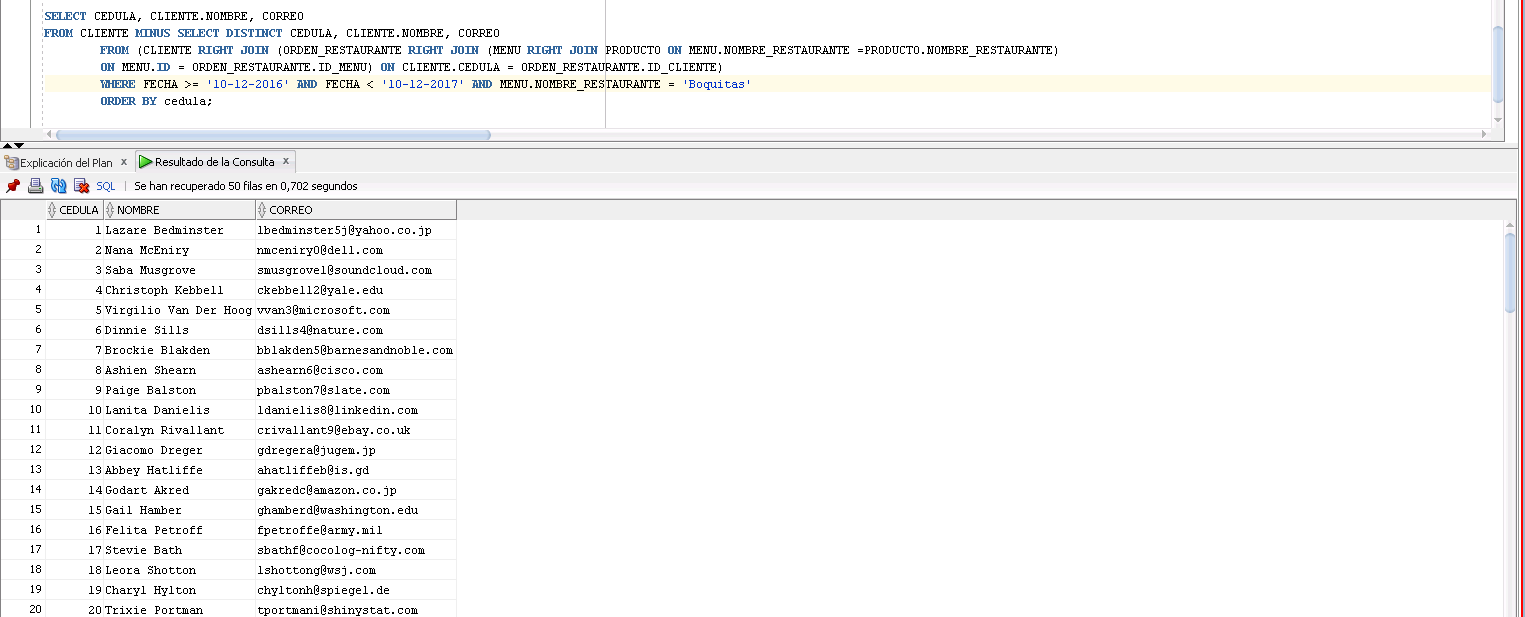 SELECT CEDULA, CLIENTE.NOMBRE, CORREO
FROM CLIENTE MINUS SELECT DISTINCT CEDULA, CLIENTE.NOMBRE, CORREO
FROM (CLIENTE RIGHT JOIN (ORDEN_RESTAURANTE RIGHT JOIN (MENU RIGHT JOIN PRODUCTO ON MENU.NOMBRE_RESTAURANTE =PRODUCTO.NOMBRE_RESTAURANTE)
ON MENU.ID = ORDEN_RESTAURANTE.ID_MENU) ON CLIENTE.CEDULA = ORDEN_RESTAURANTE.ID_CLIENTE)
WHERE FECHA >= '10-12-2016' AND FECHA < '10-12-2017' AND MENU.NOMBRE_RESTAURANTE = 'Boquitas'
ORDER BY cedula;
Explicación del Plan x Resultado de la Consulta x
SQL | Se han recuperado 50 filas en 0,702 segundos
CEDULA NOMBRE CORREO
1 1 Lazare Bedminster lbedminster5j@yahoo.co.jp
2 2 Nana McEniry nmceniry0@dell.com
3 3 Saba Musgrove smusgrove1@soundcloud.com
4 4 Christoph Kebbell ckebbell2@yale.edu
5 5 Virgilio Van Der Hoog vvan3@microsoft.com
6 6 Dinnie Sills dsills4@nature.com
7 7 Brockie Blakden bblakden5@barnesandnoble.com
8 8 Ashien Shearn ashearn6@cisco.com
9 9 Paige Balston pbalston7@slate.com
10 10 Lanita Danielis ldanielis8@linkedin.com
11 11 Coralyn Rivallant crivallant9@ebay.co.uk
12 12 Giacomo Dreger gdregera@jugem.jp
13 13 Abbey Hatliffe ahatliffeb@is.gd
14 14 Godart Akred gakredc@amazon.co.jp
15 15 Gail Hamber ghamberd@washington.edu
16 16 Felita Petroff fpetroffe@army.mil
17 17 Stevie Bath sbathf@cocolog-nifty.com
18 18 Leora Shotton lshottong@wsj.com
19 19 Charyl Hylton chyltonh@spiegel.de
20 20 Trixie Portman tportmani@shinystat.com